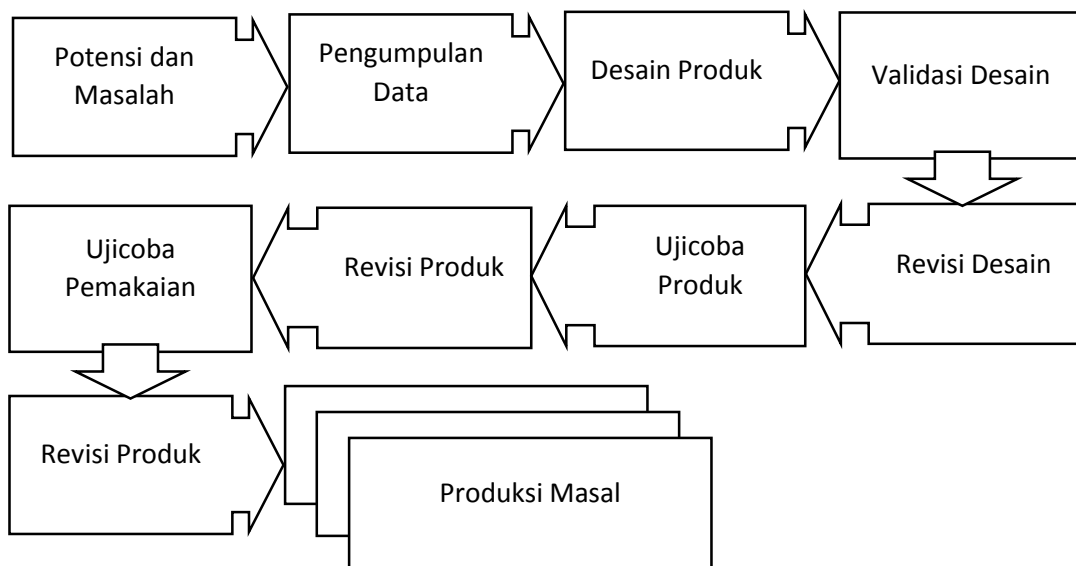 Potensi dan
Masalah
Pengumpulan
Data
Desain Produk
Validasi Desain
Revisi Desain
Ujicoba
Produk
Revisi Produk
Ujicoba
Pemakaian
Revisi Produk
Produksi Masal